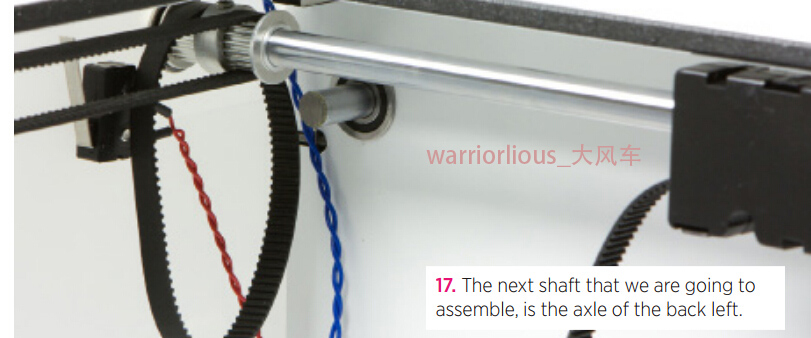 warriorlious_大风车
17. The next shaft that we are going to
assemble, is the axle of the back left.